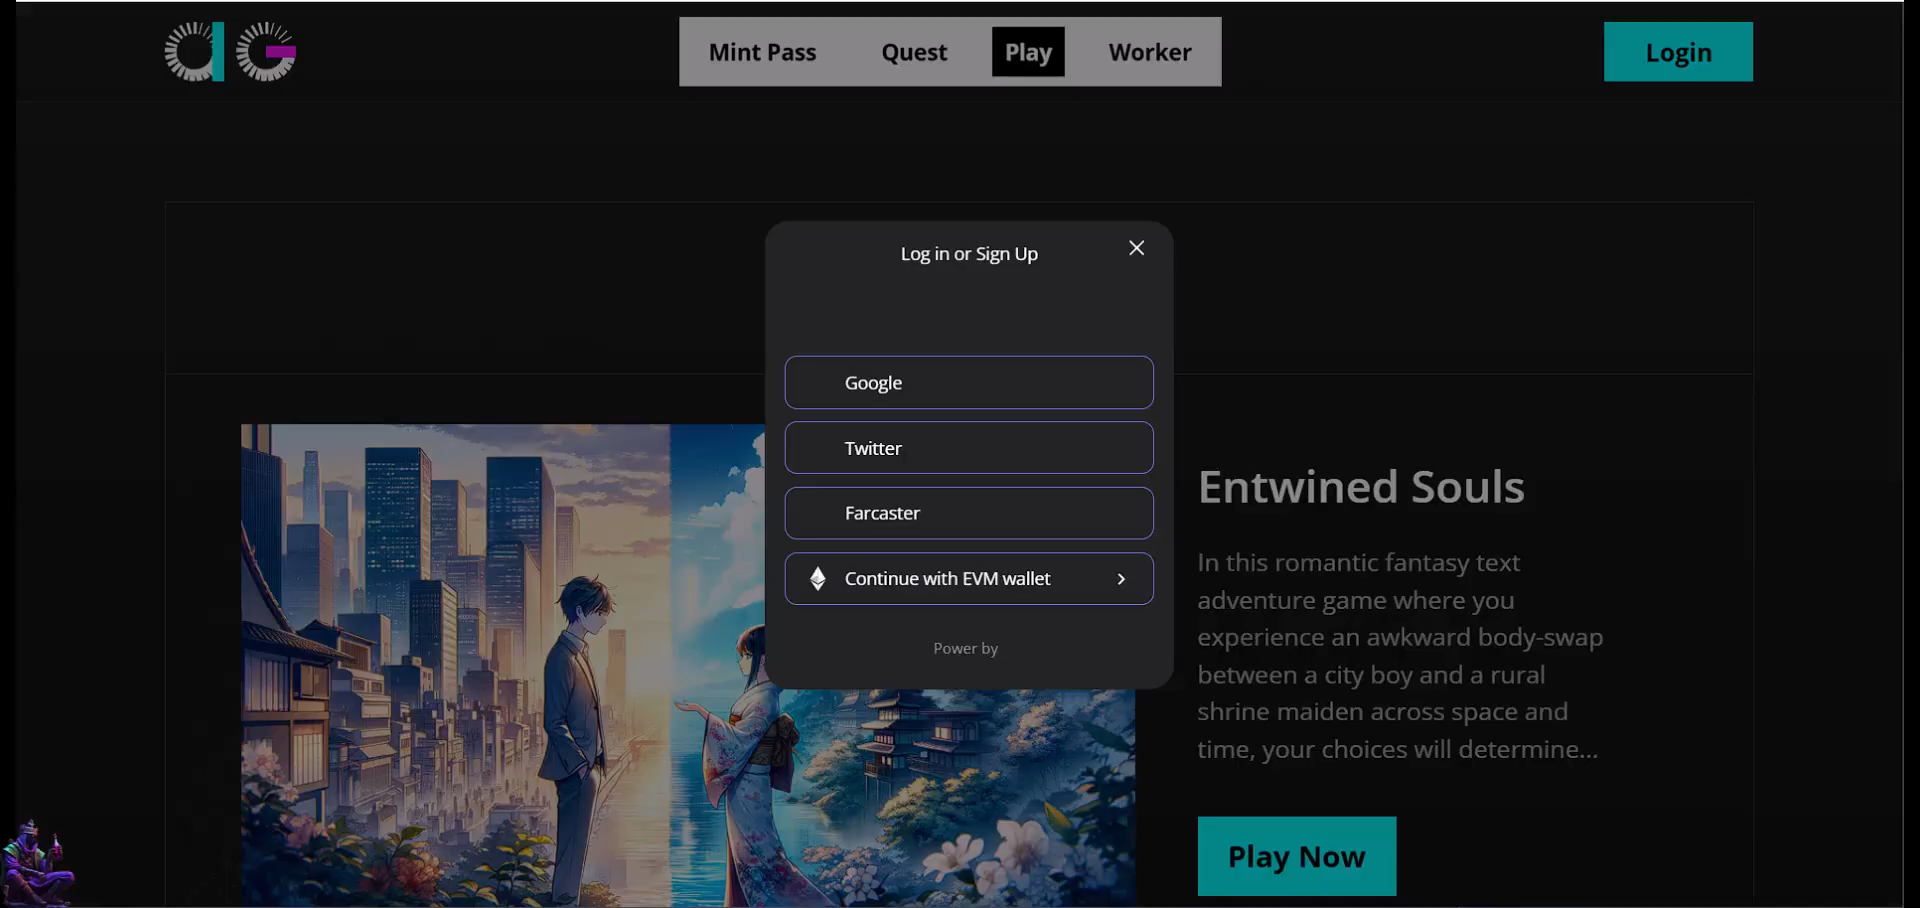 aG
Mint Pass Quest Play Worker
Login
Log in or Sign Up
Google
Twitter
Farcaster
Continue with EVM wallet
Power by
Entwined Souls
In this romantic fantasy text
adventure game where you
experience an awkward body-swap
between a city boy and a rural
shrine maiden across space and
time, your choices will determine...
Play Now